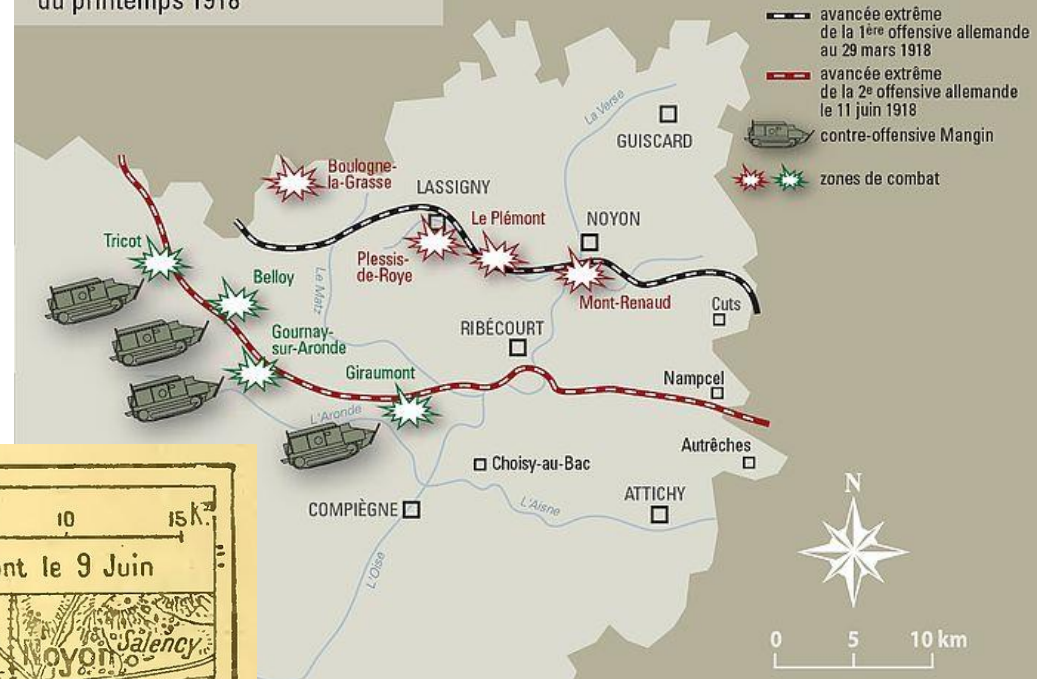 du printemps 1918
avancée extrême
de la 1ère offensive allemande
au 29 mars 1918
avancée extrême
de la 2e offensive allemande
le 11 juin 1918
contre-offensive Mangin
zones de combat
La Verse
GUISCARD
Boulogne-
la-Grasse
LASSIGNY
Le Plémont
NOYON
Tricot
Plessis-
de-Roye
Belloy
Le Matz
Mont-Renaud
Cuts
Gournay-
sur-Aronde
RIBÉCOURT
Giraumont
Nampcel
L'Aronde
Autrêches
Choisy-au-Bac
COMPIÈGNE
ATTICHY
L'Aisne
L'Oise
N
0 5 10 km
10 15 K.
nt le 9 Juin
Noyon
Salency